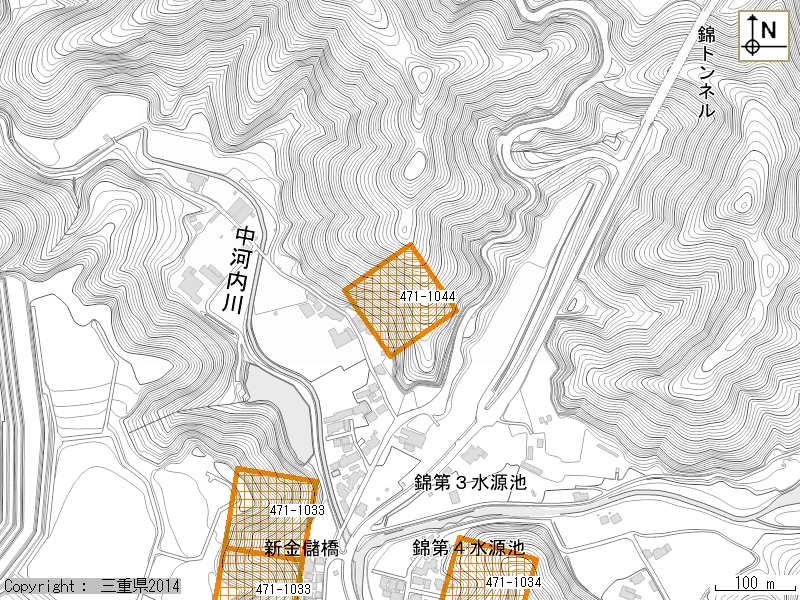 N
錦トンネル
中河内川
471-1044
錦第3水源池
471-1033
新金儲橋
錦第4水源池
471-1033
471-1034
Copyright : 三重県2014
100 m